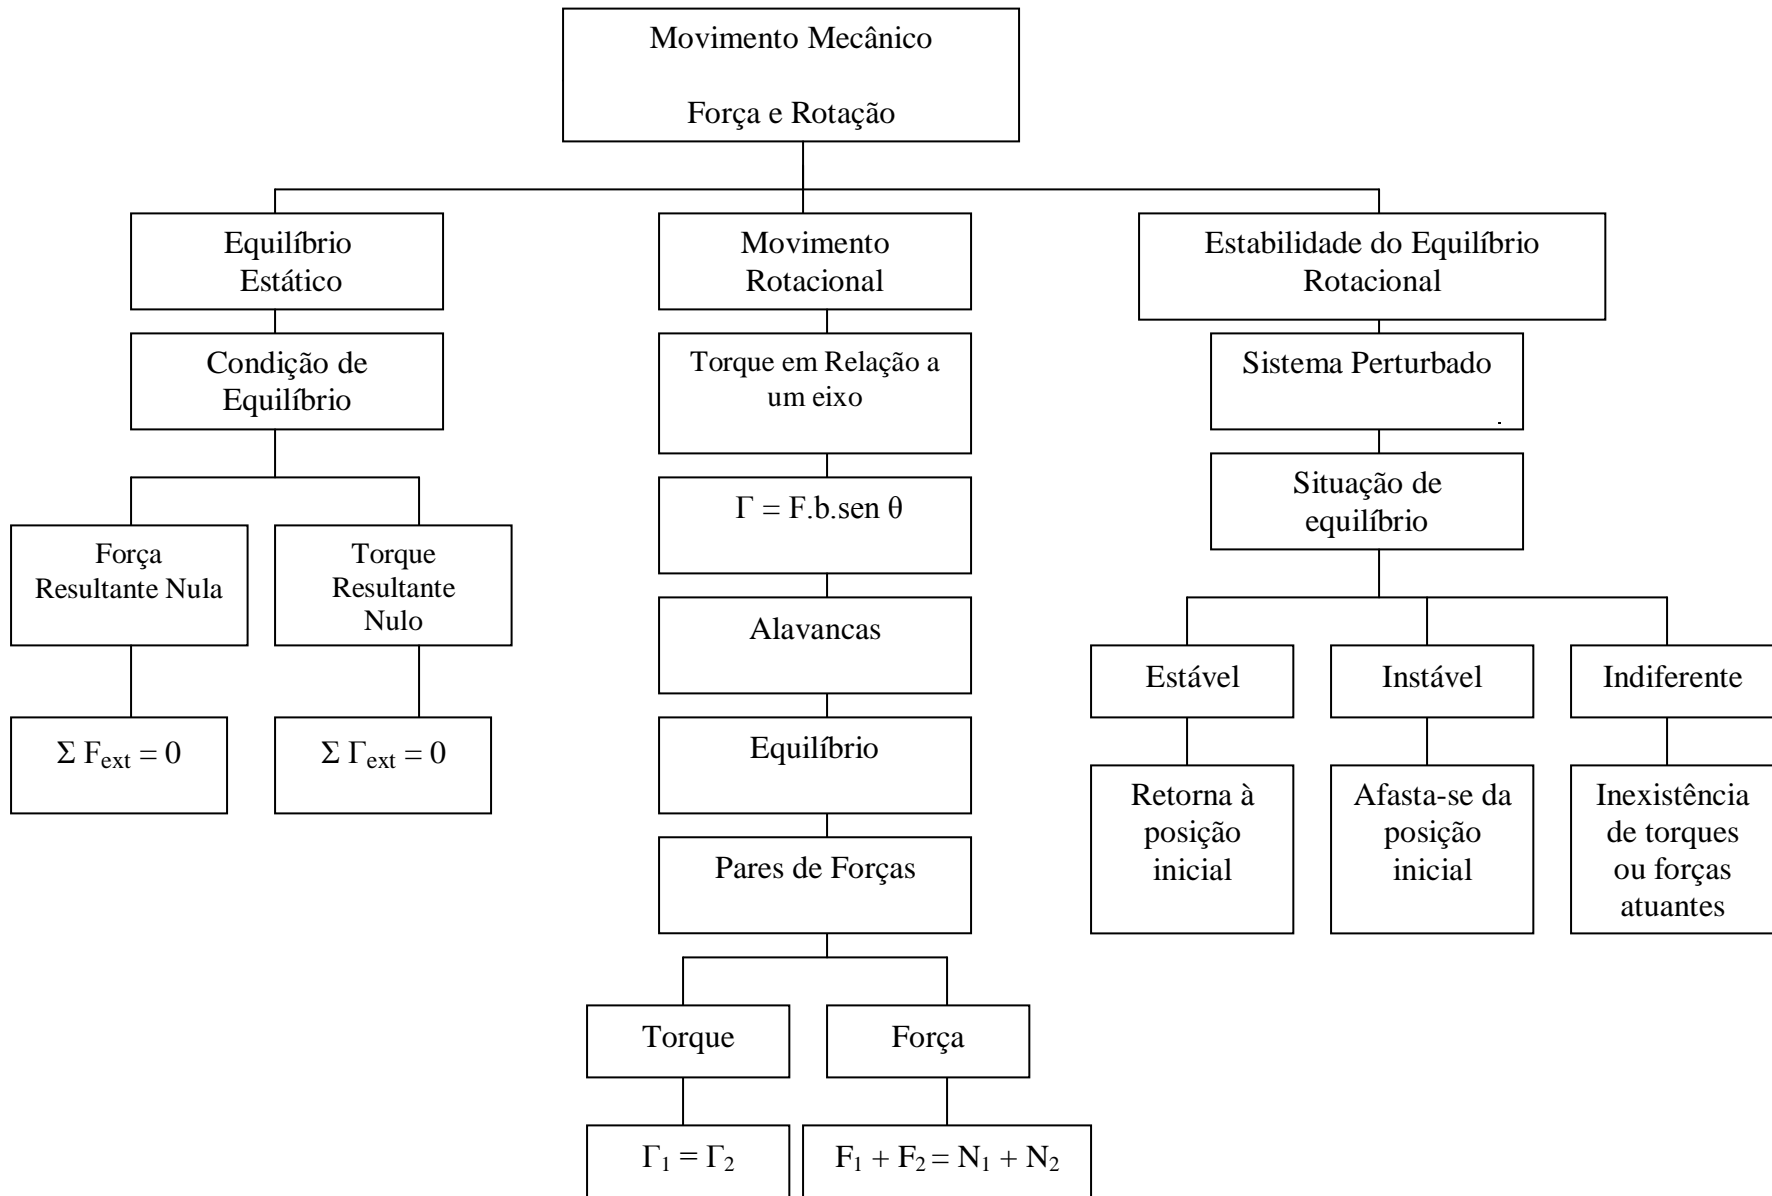 Movimento Mecânico
Força e Rotação
Equilíbrio
Estático
Movimento
Rotacional
Estabilidade do Equilíbrio
Rotacional
Condição de
Equilíbrio
Torque em Relação a
um eixo
Sistema Perturbado
.
Γ = F.b.sen θ
Situação de
equilíbrio
Força
Resultante Nula
Torque
Resultante
Nulo
Alavancas
Estável
Instável
Indiferente
Σ F_ext = 0
Σ Γ_ext = 0
Equilíbrio
Retorna à
posição
inicial
Afasta-se da
posição
inicial
Inexistência
de torques
ou forças
atuantes
Pares de Forças
Torque
Força
Γ₁ = Γ₂
F₁ + F₂ = N₁ + N₂